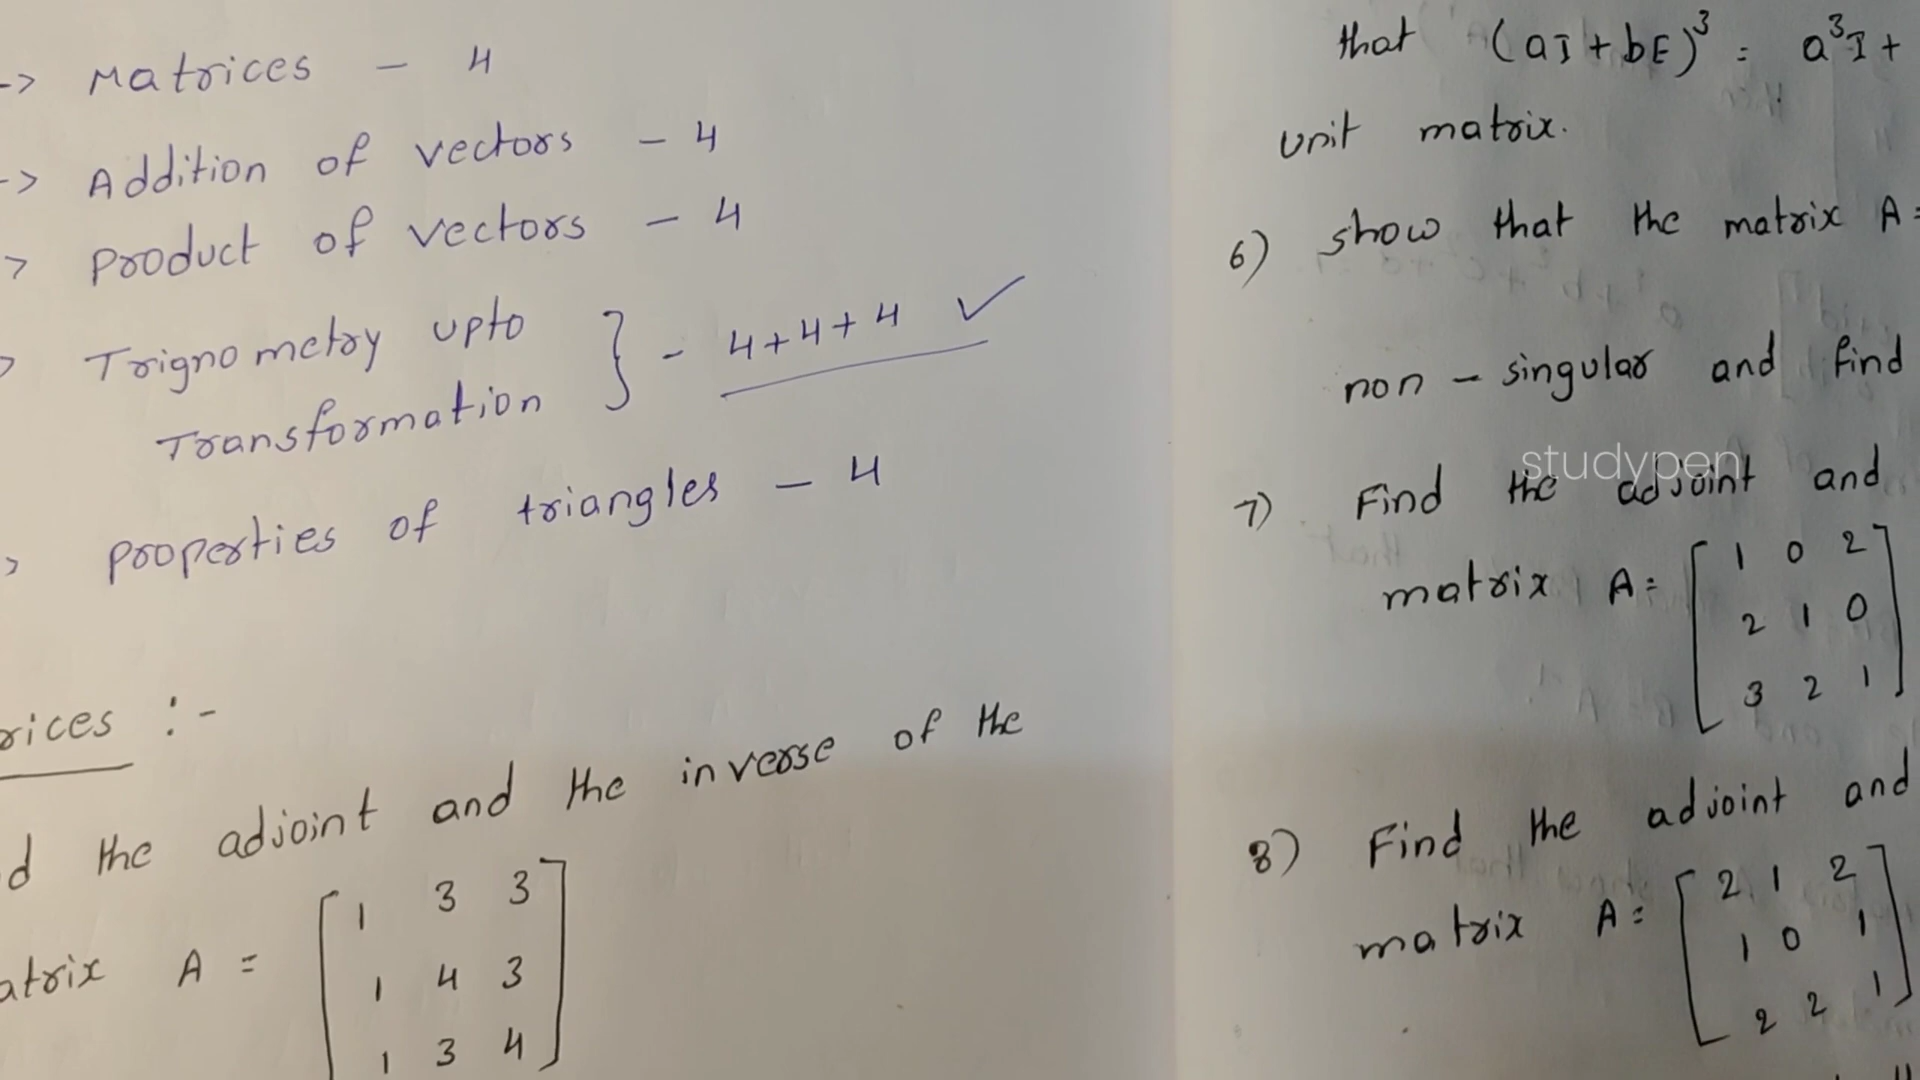 -> Matrices - 4
-> Addition of vectors - 4
> product of vectors - 4
> Trignometry upto
Transformation } - 4+4+4 ✓
> properties of triangles - 4
rices :-
d the adjoint and the inverse of the
atrix A = [ 1 3 3
1 4 3
1 3 4 ]
that (aI + bE)³ = a³I +
unit matrix.
6) show that the matrix A =
non - singular and find
studypen
7) Find the adjoint and
matrix A = [ 1 0 2
2 1 0
3 2 1 ]
8) Find the adjoint and
matrix A = [ 2 1 2
1 0 1
2 2 1 ]